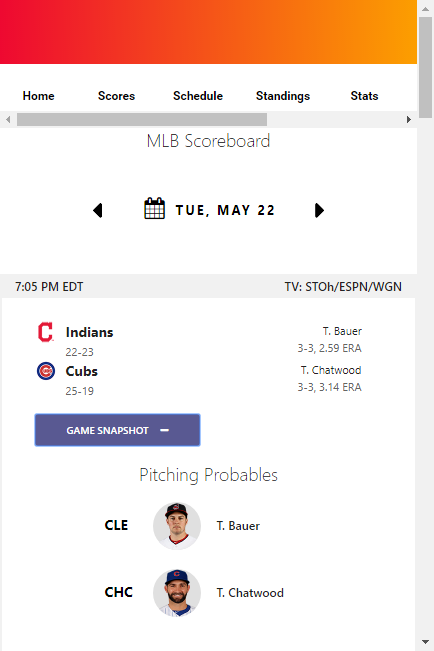 Home Scores Schedule Standings Stats
MLB Scoreboard
TUE, MAY 22
7:05 PM EDT TV: STOh/ESPN/WGN
Indians T. Bauer
22-23 3-3, 2.59 ERA
Cubs T. Chatwood
25-19 3-3, 3.14 ERA
GAME SNAPSHOT
Pitching Probables
CLE T. Bauer
CHC T. Chatwood